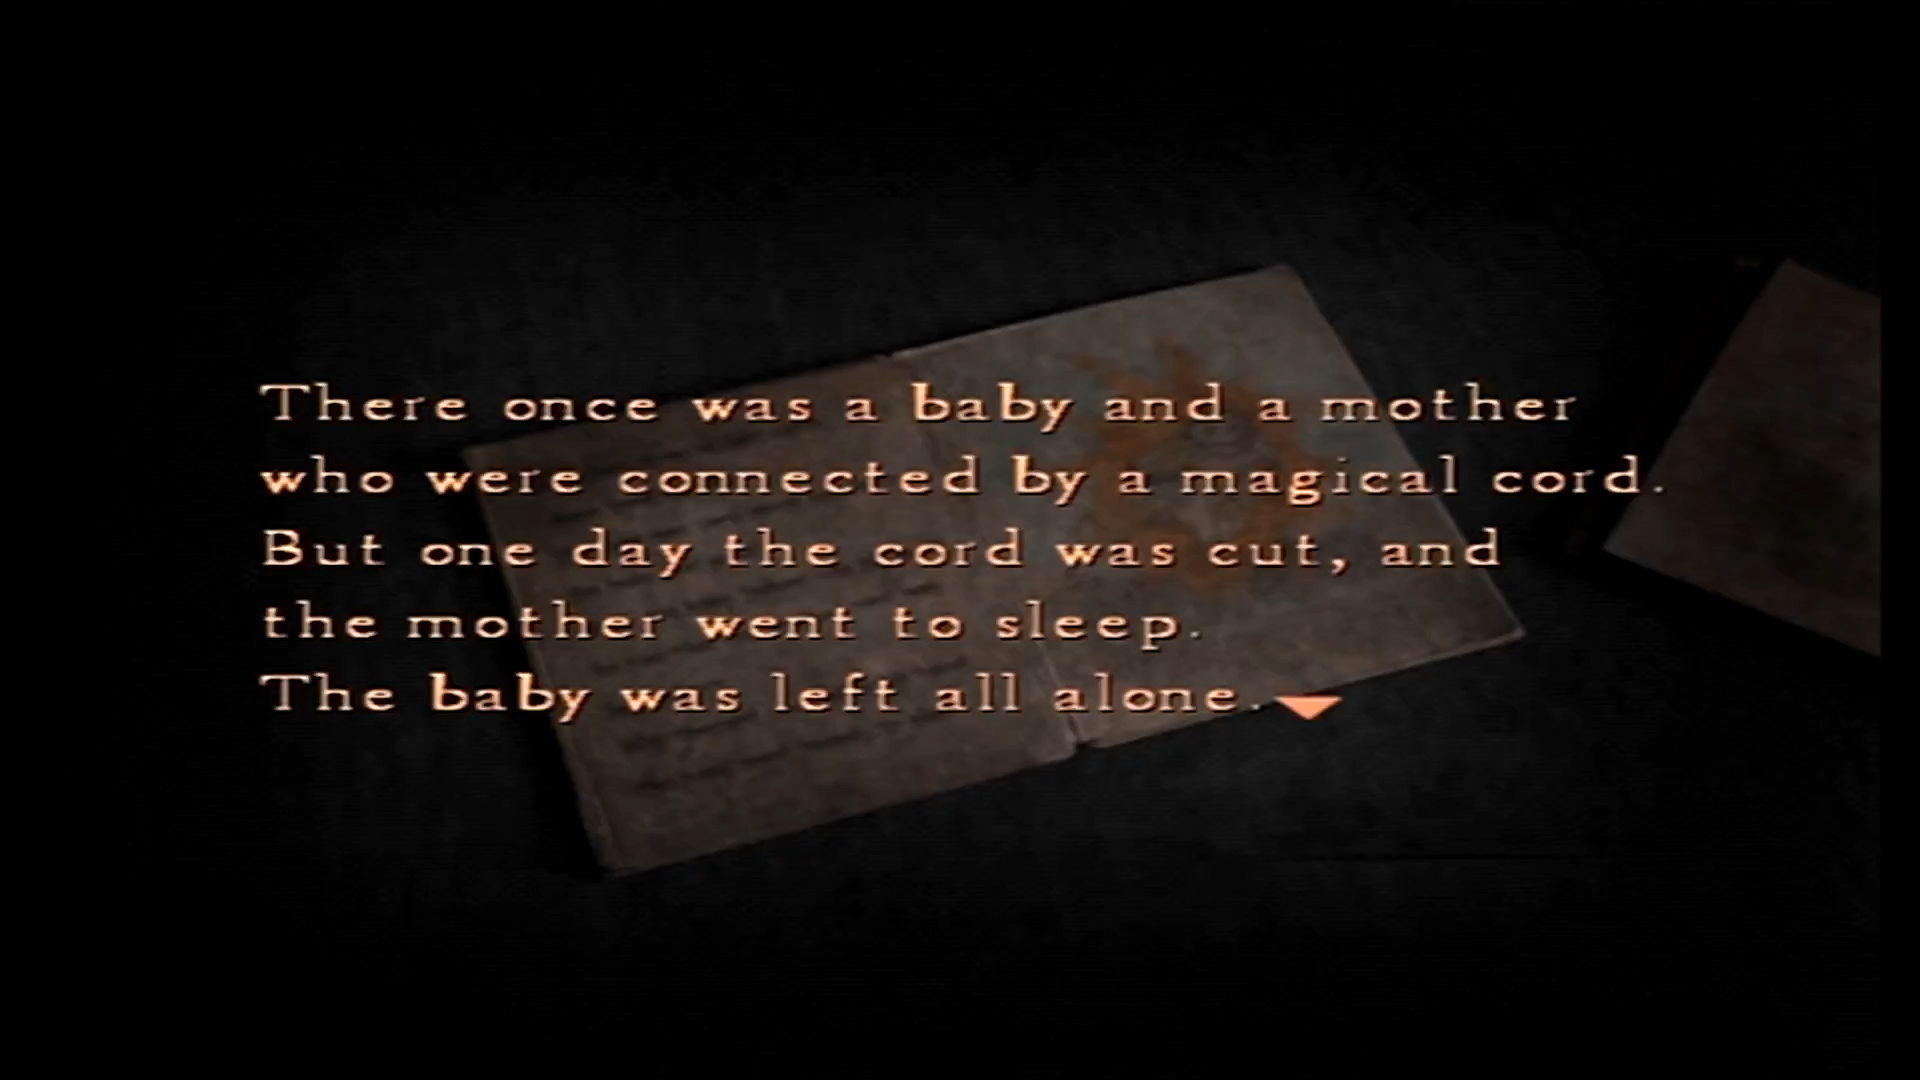 There once was a baby and a mother
who were connected by a magical cord.
But one day the cord was cut, and
the mother went to sleep.
The baby was left all alone.